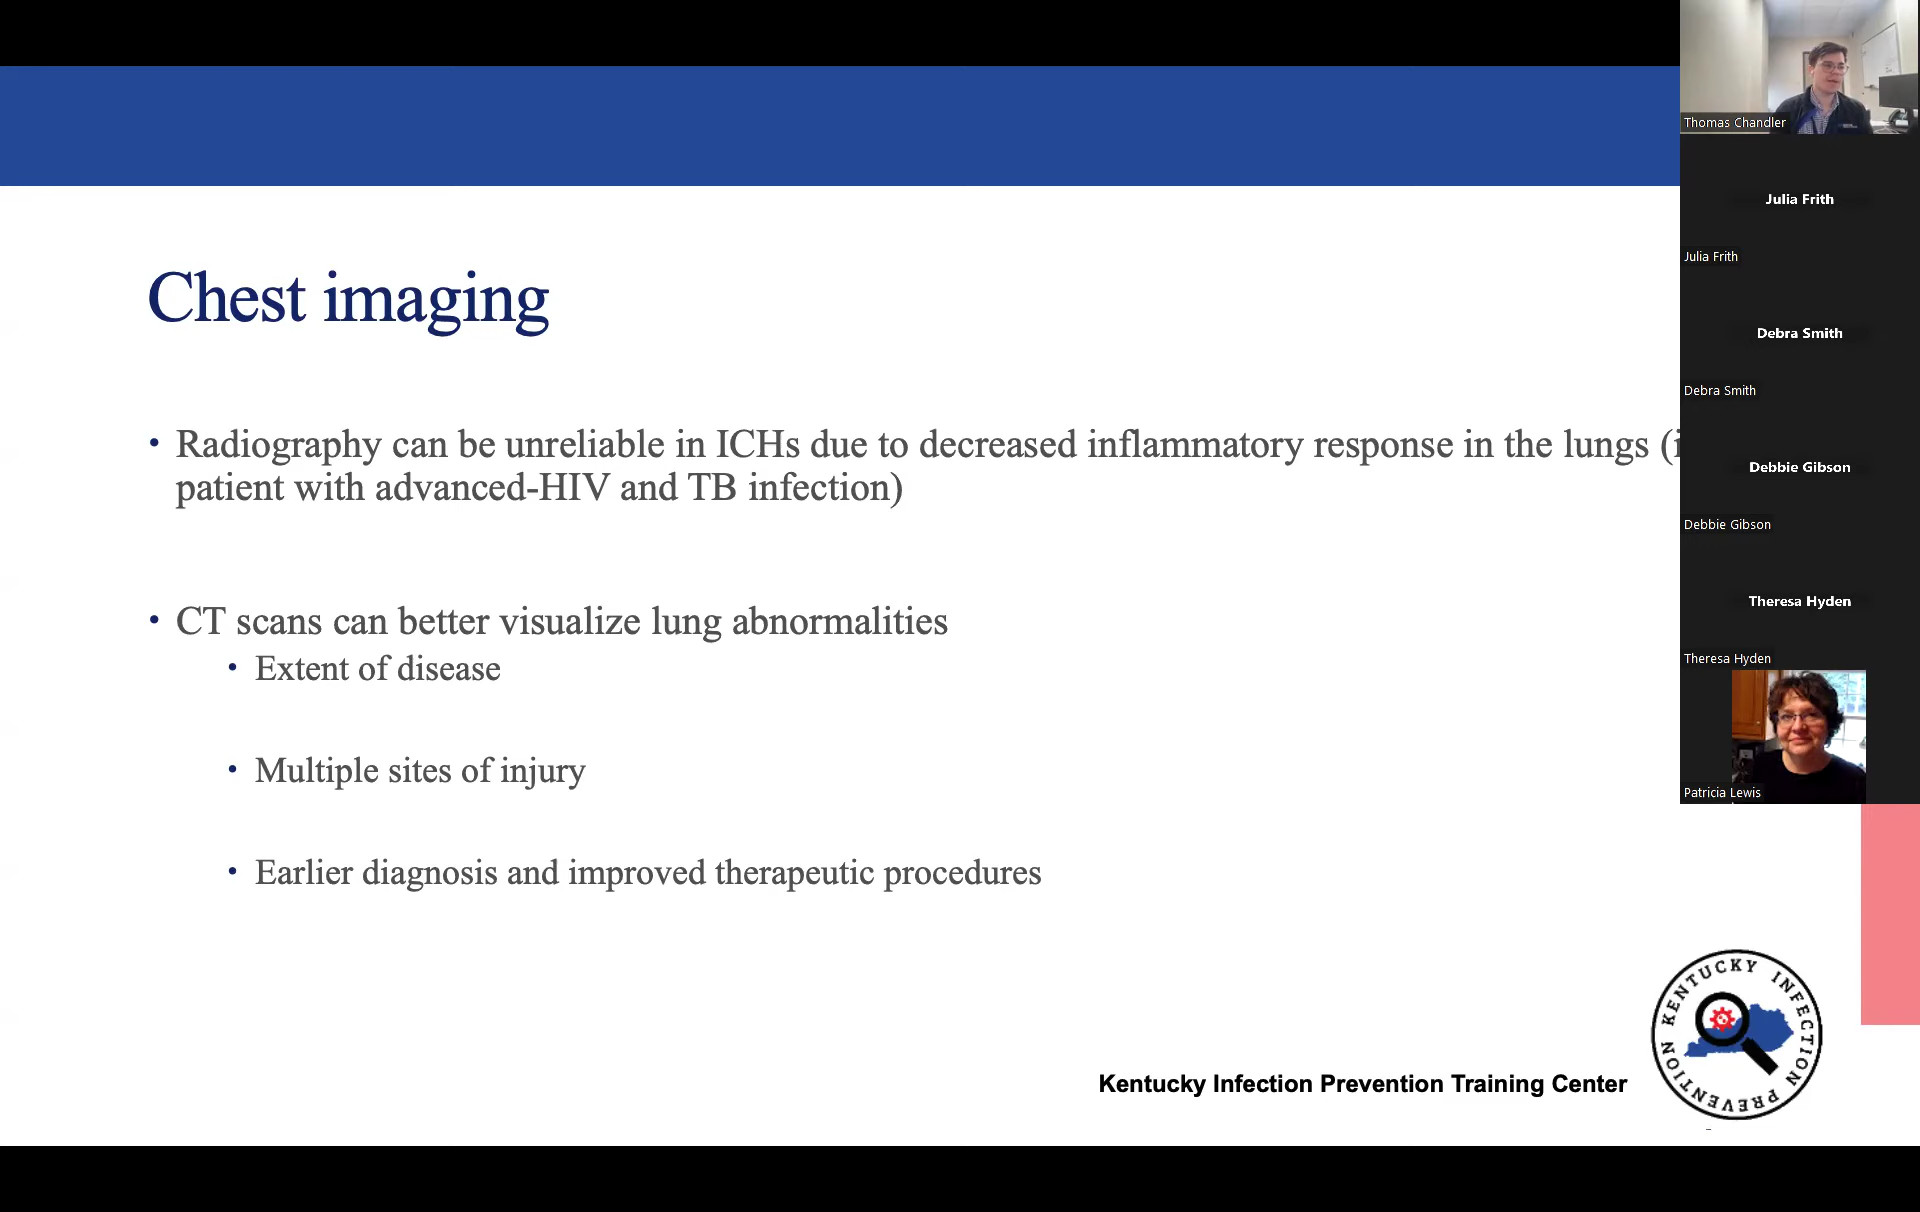 Chest imaging
• Radiography can be unreliable in ICHs due to decreased inflammatory response in the lungs (i
patient with advanced-HIV and TB infection)
• CT scans can better visualize lung abnormalities
• Extent of disease
• Multiple sites of injury
• Earlier diagnosis and improved therapeutic procedures
Kentucky Infection Prevention Training Center
KENTUCKY INFECTION PREVENTION
Thomas Chandler
Julia Frith
Julia Frith
Debra Smith
Debra Smith
Debbie Gibson
Debbie Gibson
Theresa Hyden
Theresa Hyden
Patricia Lewis